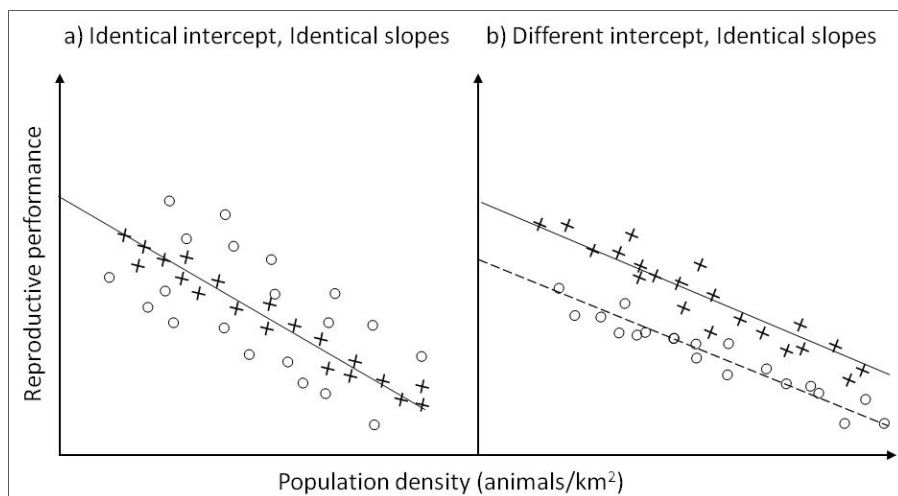 a) Identical intercept, Identical slopes
b) Different intercept, Identical slopes
Reproductive performance
Population density (animals/km²)